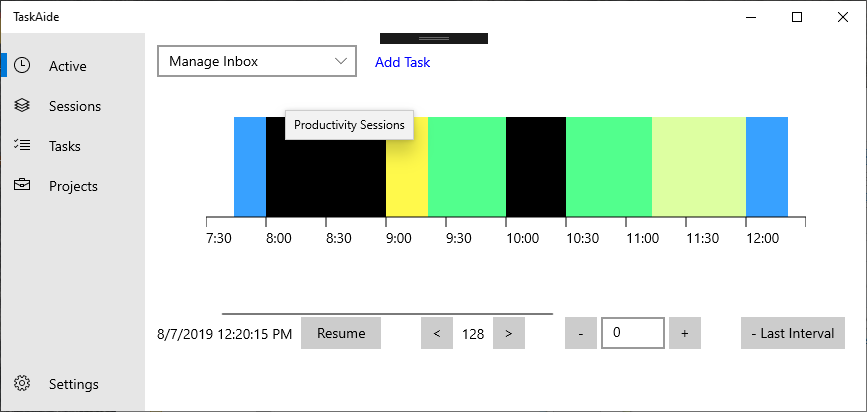 TaskAide
Active
Sessions
Tasks
Projects
Settings
Manage Inbox
Add Task
Productivity Sessions
7:30 8:00 8:30 9:00 9:30 10:00 10:30 11:00 11:30 12:00
8/7/2019 12:20:15 PM Resume < 128 > - 0 + - Last Interval